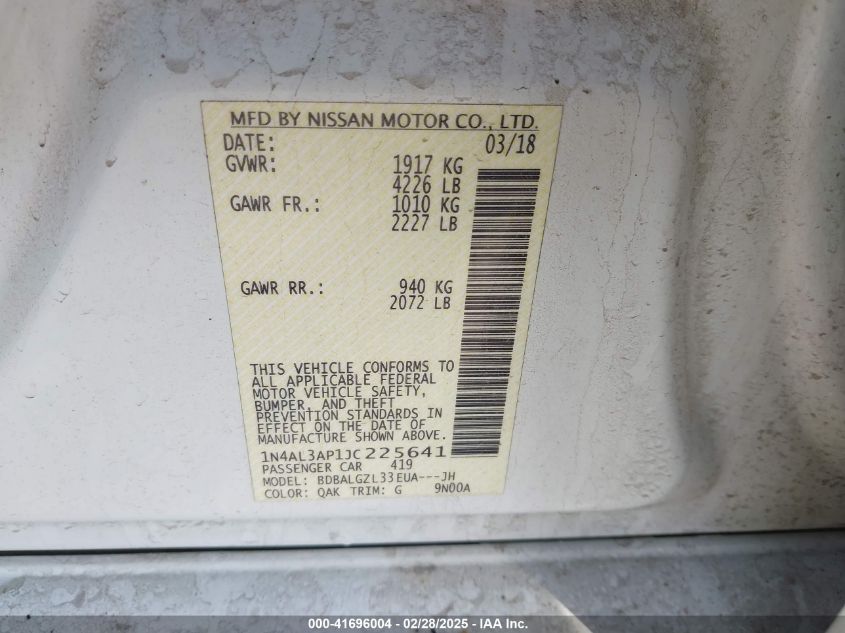 MFD BY NISSAN MOTOR CO., LTD.
DATE: 03/18
GVWR: 1917 KG
4226 LB
GAWR FR.: 1010 KG
2227 LB
GAWR RR.: 940 KG
2072 LB
THIS VEHICLE CONFORMS TO
ALL APPLICABLE FEDERAL
MOTOR VEHICLE SAFETY,
BUMPER, AND THEFT
PREVENTION STANDARDS IN
EFFECT ON THE DATE OF
MANUFACTURE SHOWN ABOVE.
1N4AL3AP1JC225641
PASSENGER CAR 419
MODEL: BDBALGZL33EUA---JH
COLOR: QAK TRIM: G 9N00A
000-41696004 - 02/28/2025 - © IAA Inc.